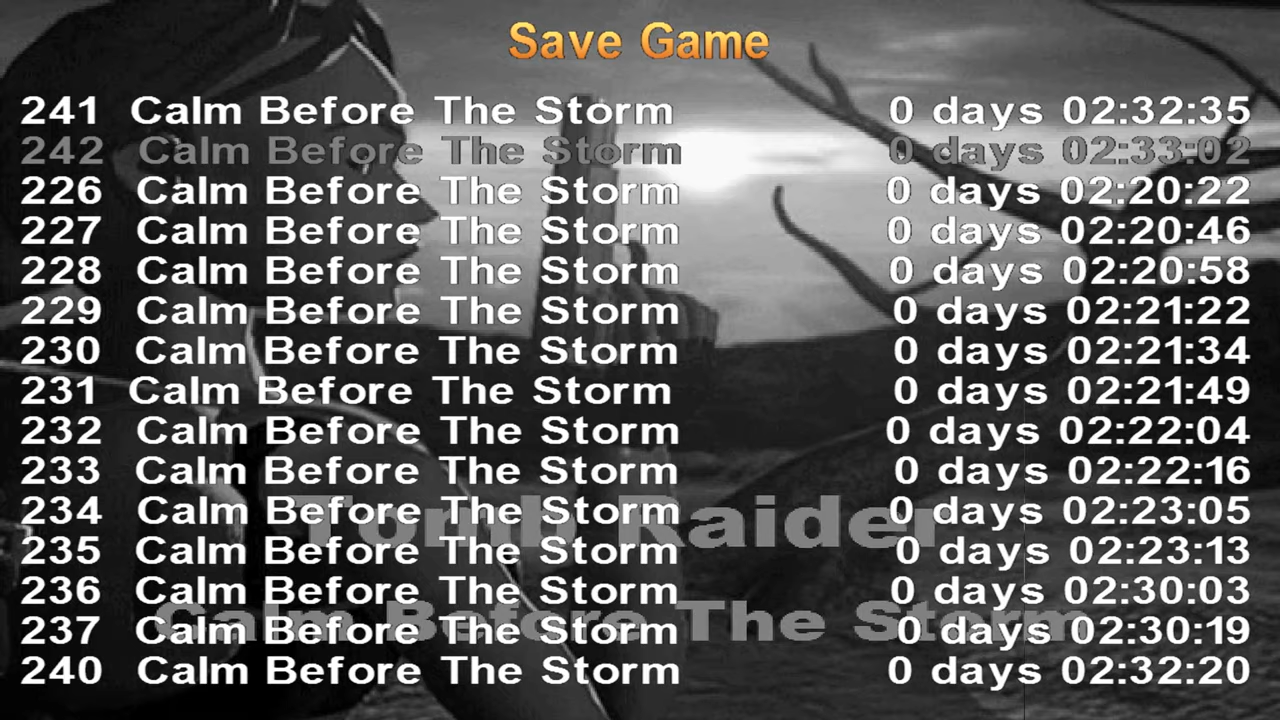 Save Game
241 Calm Before The Storm 0 days 02:32:35
242 Calm Before The Storm 0 days 02:33:02
226 Calm Before The Storm 0 days 02:20:22
227 Calm Before The Storm 0 days 02:20:46
228 Calm Before The Storm 0 days 02:20:58
229 Calm Before The Storm 0 days 02:21:22
230 Calm Before The Storm 0 days 02:21:34
231 Calm Before The Storm 0 days 02:21:49
232 Calm Before The Storm 0 days 02:22:04
233 Calm Before The Storm 0 days 02:22:16
234 Calm Before The Storm 0 days 02:23:05
Tomb Raider
235 Calm Before The Storm 0 days 02:23:13
236 Calm Before The Storm 0 days 02:30:03
Calm Before The Storm
237 Calm Before The Storm 0 days 02:30:19
240 Calm Before The Storm 0 days 02:32:20